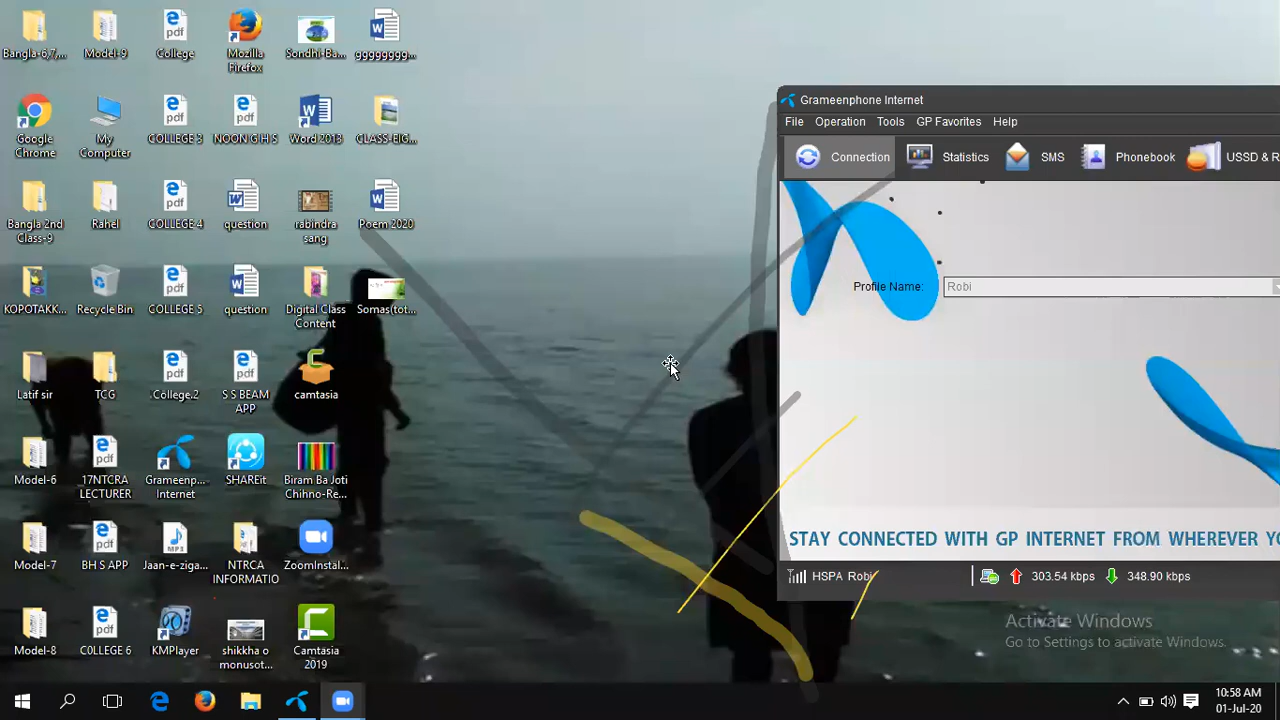 Bangla-6,7,...
Model-9
College
Mozilla
Firefox
Sondhi-Ba...
gggggggg...
Google
Chrome
My
Computer
COLLEGE 3
NOON G H S
Word 2013
CLASS-EIG...
Bangla 2nd
Class-9
Rahel
COLLEGE 4
question
rabindra
sang
Poem 2020
KOPOTAKK...
Recycle Bin
COLLEGE 5
question
Digital Class
Content
Somas(tot...
Latif sir
TCG
College.2
S S BEAM
APP
camtasia
Model-6
17NTCRA
LECTURER
Grameenp...
Internet
SHAREit
Biram Ba Joti
Chihno-Re...
Model-7
BH S APP
Jaan-e-ziga...
NTRCA
INFORMATIO
ZoomInstal...
Model-8
COLLEGE 6
KMPlayer
shikkha o
monusot...
Camtasia
2019
Grameenphone Internet
File Operation Tools GP Favorites Help
Connection Statistics SMS Phonebook USSD & R
Profile Name: Robi
STAY CONNECTED WITH GP INTERNET FROM WHEREVER YO
HSPA Robi 303.54 kbps 348.90 kbps
Activate Windows
Go to Settings to activate Windows.
10:58 AM
01-Jul-20